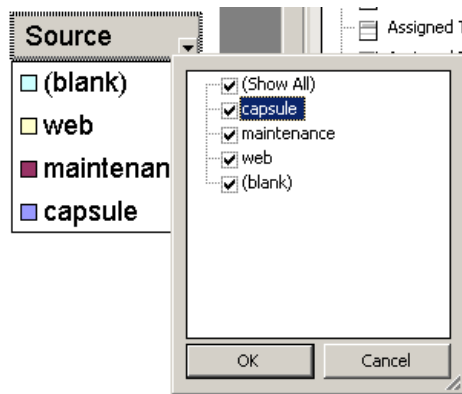 Source
(blank)
web
maintenan
capsule
Assigned
(Show All)
capsule
maintenance
web
(blank)
OK
Cancel